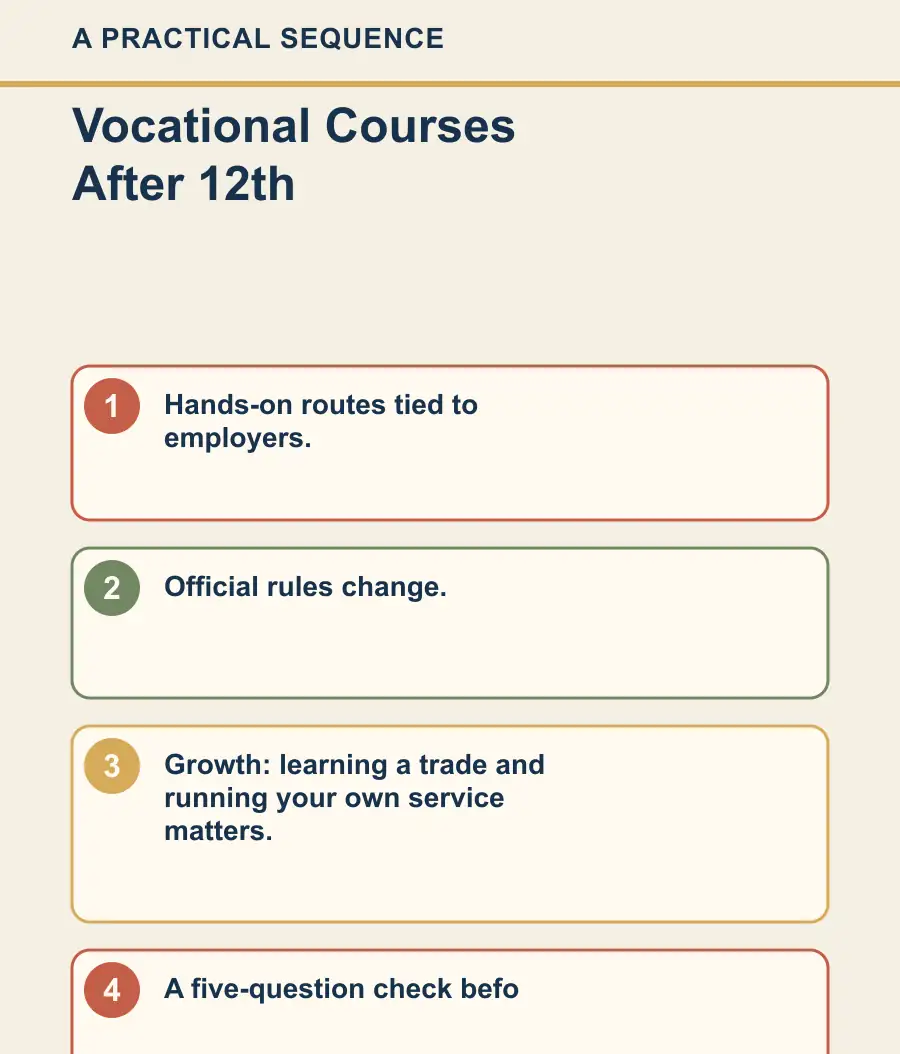 A PRACTICAL SEQUENCE
Vocational Courses
After 12th
1
Hands-on routes tied to
employers.
2
Official rules change.
3
Growth: learning a trade and
running your own service
matters.
4
A five-question check befo